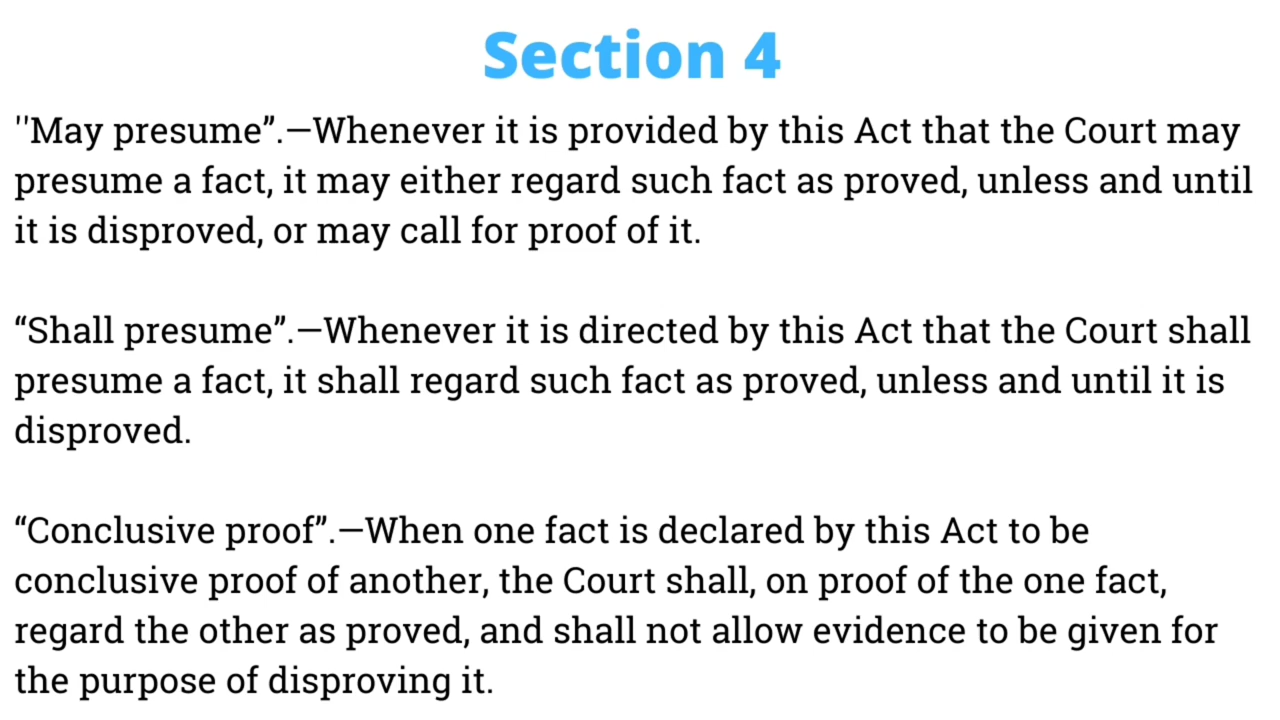 Section 4
"May presume”.—Whenever it is provided by this Act that the Court may
presume a fact, it may either regard such fact as proved, unless and until
it is disproved, or may call for proof of it.
“Shall presume”.—Whenever it is directed by this Act that the Court shall
presume a fact, it shall regard such fact as proved, unless and until it is
disproved.
“Conclusive proof”.—When one fact is declared by this Act to be
conclusive proof of another, the Court shall, on proof of the one fact,
regard the other as proved, and shall not allow evidence to be given for
the purpose of disproving it.